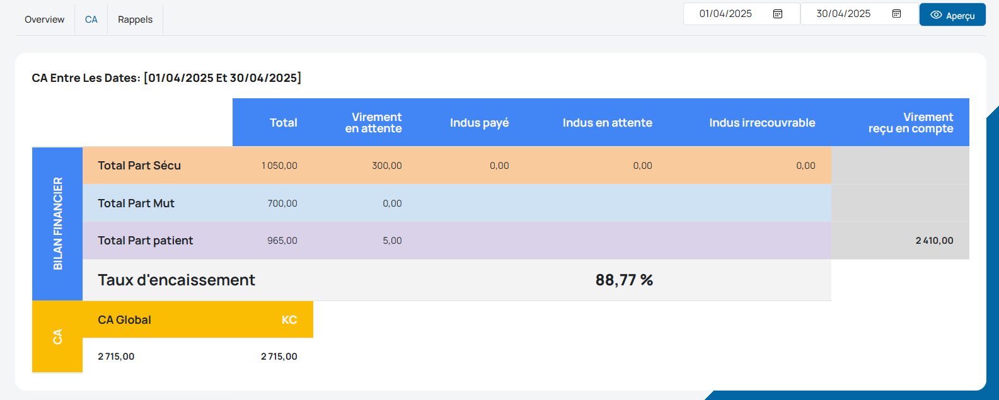 Overview CA Rappels 01/04/2025 30/04/2025 Aperçu
CA Entre Les Dates: [01/04/2025 Et 30/04/2025]
Total Virement en attente Indus payé Indus en attente Indus irrecouvrable Virement reçu en compte
BILAN FINANCIER
Total Part Sécu 1 050,00 300,00 0,00 0,00 0,00
Total Part Mut 700,00 0,00
Total Part patient 965,00 5,00 2 410,00
Taux d'encaissement 88,77 %
CA
CA Global KC
2 715,00 2 715,00